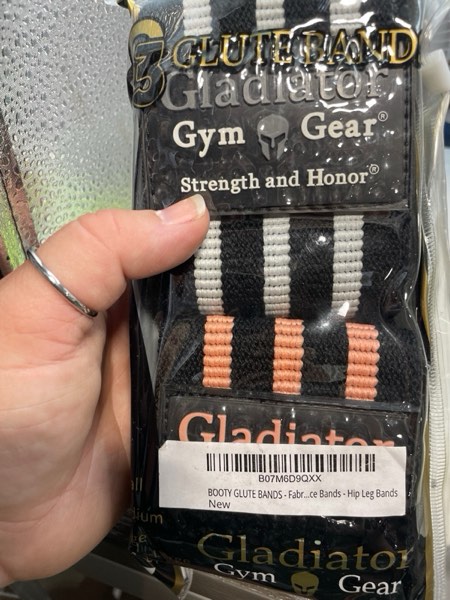 3 GLUTE BAND
Gladiator
Gym Gear®
Strength and Honor®
Gladiator
B07M6D9QXX
BOOTY GLUTE BANDS - Fabr...ce Bands - Hip Leg Bands
New
Gladiator
Gym Gear